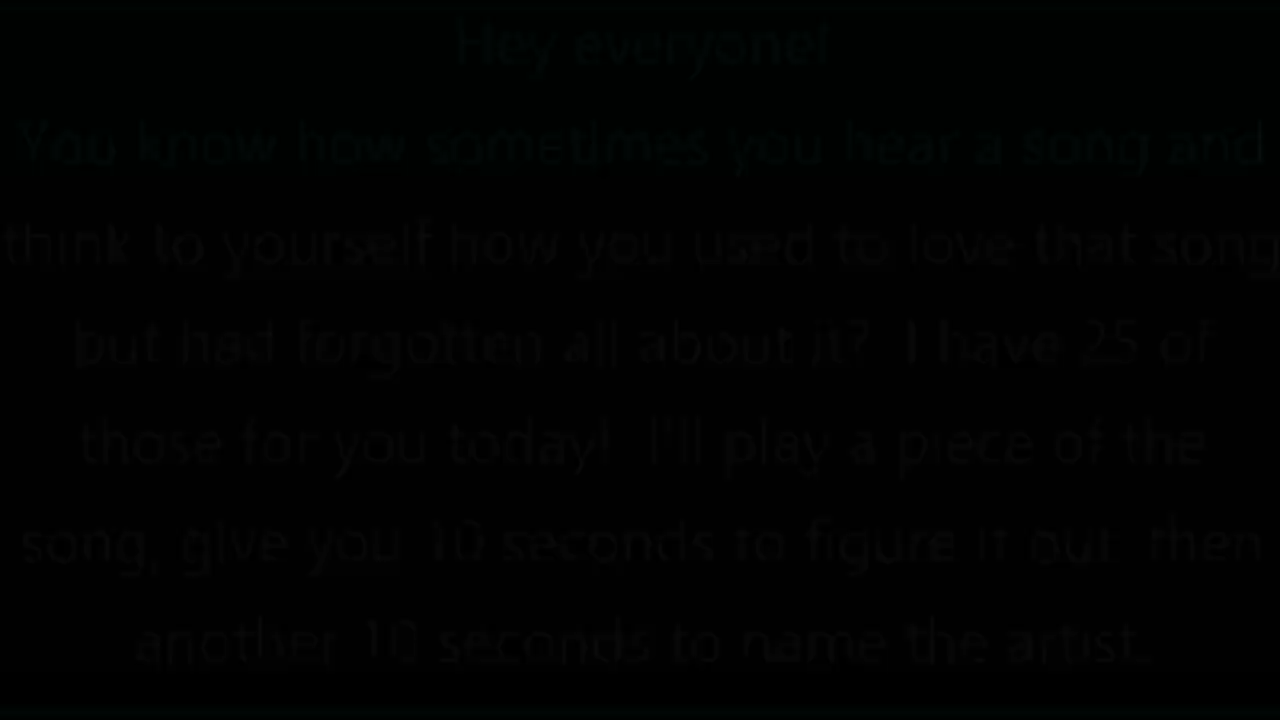 Hey everyone!
You know how sometimes you hear a song and
think to yourself how you used to love that song
but had forgotten all about it? I have 25 of
those for you today! I'll play a piece of the
song, give you 10 seconds to figure it out then
another 10 seconds to name the artist.